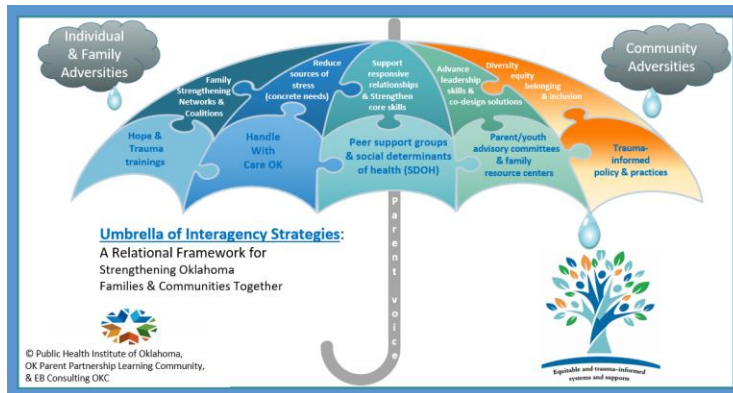 Individual
& Family
Adversities
Community
Adversities
Family
Strengthening
Networks &
Coalitions
Reduce
sources of
stress
(concrete needs)
Support
responsive
relationships
& Strengthen
core skills
Advance
leadership
skills &
co-design solutions
Diversity
equity
belonging
& inclusion
Hope &
Trauma
trainings
Handle
With
Care OK
Peer support groups
& social determinants
of health (SDOH)
Parent/youth
advisory committees
& family
resource centers
Trauma-
informed
policy & practices
Parent voice
Umbrella of Interagency Strategies:
A Relational Framework for
Strengthening Oklahoma
Families & Communities Together
© Public Health Institute of Oklahoma,
OK Parent Partnership Learning Community,
& EB Consulting OKC
Equitable and trauma-informed
systems and supports